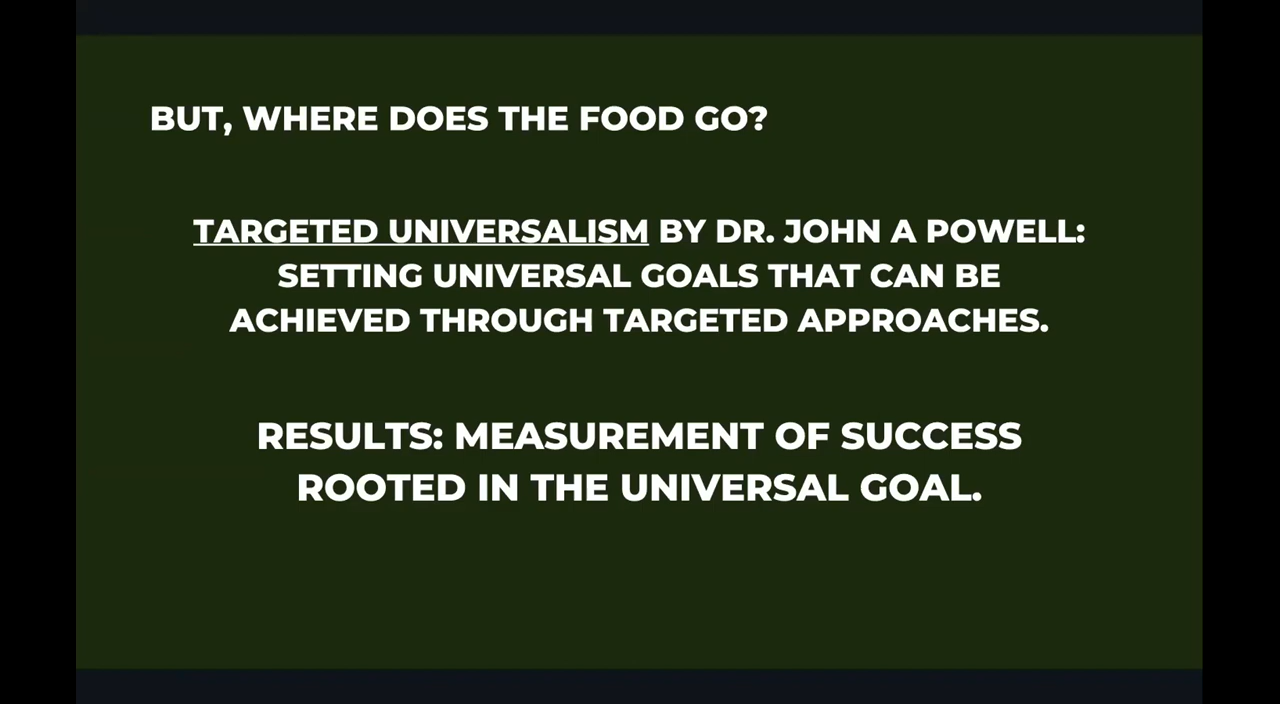 BUT, WHERE DOES THE FOOD GO?
TARGETED UNIVERSALISM BY DR. JOHN A POWELL:
SETTING UNIVERSAL GOALS THAT CAN BE
ACHIEVED THROUGH TARGETED APPROACHES.
RESULTS: MEASUREMENT OF SUCCESS
ROOTED IN THE UNIVERSAL GOAL.